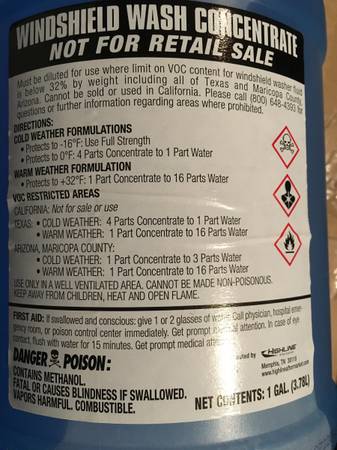 WINDSHIELD WASH CONCENTRATE
NOT FOR RETAIL SALE
Must be diluted for use where limit on VOC content for windshield washer fluid
is below 32% by weight including all of Texas and Maricopa County,
Arizona. Cannot be sold or used in California. Please call (800) 648-4393 for
questions or further information regarding areas where prohibited.
DIRECTIONS:
COLD WEATHER FORMULATIONS
• Protects to -16°F: Use Full Strength
• Protects to 0°F: 4 Parts Concentrate to 1 Part Water
WARM WEATHER FORMULATION
• Protects to +32°F: 1 Part Concentrate to 16 Parts Water
VOC RESTRICTED AREAS
CALIFORNIA: Not for sale or use
TEXAS: • COLD WEATHER: 4 Parts Concentrate to 1 Part Water
• WARM WEATHER: 1 Part Concentrate to 16 Parts Water
ARIZONA, MARICOPA COUNTY:
• COLD WEATHER: 1 Part Concentrate to 3 Parts Water
• WARM WEATHER: 1 Part Concentrate to 16 Parts Water
USE ONLY IN A WELL VENTILATED AREA. CANNOT BE MADE NON-POISONOUS.
KEEP AWAY FROM CHILDREN, HEAT AND OPEN FLAME.
FIRST AID: If swallowed and conscious: give 1 or 2 glasses of water. Call physician, hospital emer-
gency room, or poison control immediately. Get prompt medical attention. In case of eye
contact, flush with water for 15 minutes. Get prompt medical
DANGER POISON:
CONTAINS METHANOL.
FATAL OR CAUSES BLINDNESS IF SWALLOWED.
VAPORS HARMFUL. COMBUSTIBLE.
buted by HIGHLINE
Memphis, TN 38118
www.highlineaftermarket.com
NET CONTENTS: 1 GAL (3.78L)